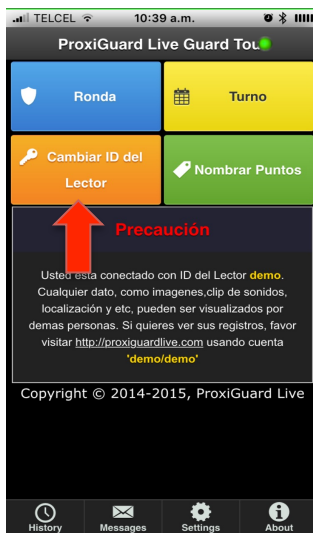 TELCEL 10:39 a.m.
ProxiGuard Live Guard Tou
Ronda
Turno
Cambiar ID del
Lector
Nombrar Puntos
Precaución
Usted esta conectado con ID del Lector demo.
Cualquier dato, como imagenes,clip de sonidos,
localización y etc, pueden ser visualizados por
demas personas. Si quieres ver sus registros, favor
visitar http://proxiguardlive.com usando cuenta
'demo/demo'
Copyright © 2014-2015, ProxiGuard Live
History
Messages
Settings
About